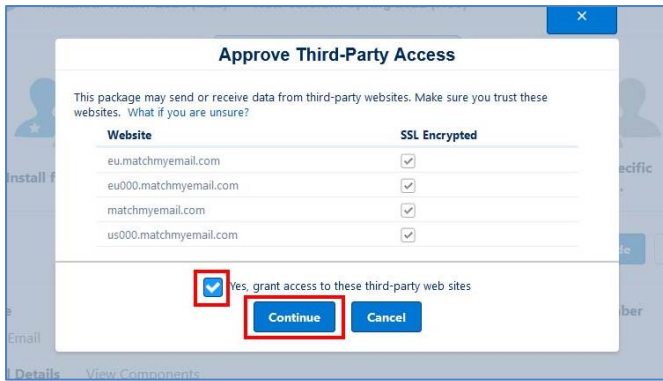 ×
Approve Third-Party Access
This package may send or receive data from third-party websites. Make sure you trust these
websites. What if you are unsure?
Website SSL Encrypted
eu.matchmyemail.com
eu000.matchmyemail.com
matchmyemail.com
us000.matchmyemail.com
Install f
ecific
Yes, grant access to these third-party web sites
Continue Cancel
Email
l Details View Components